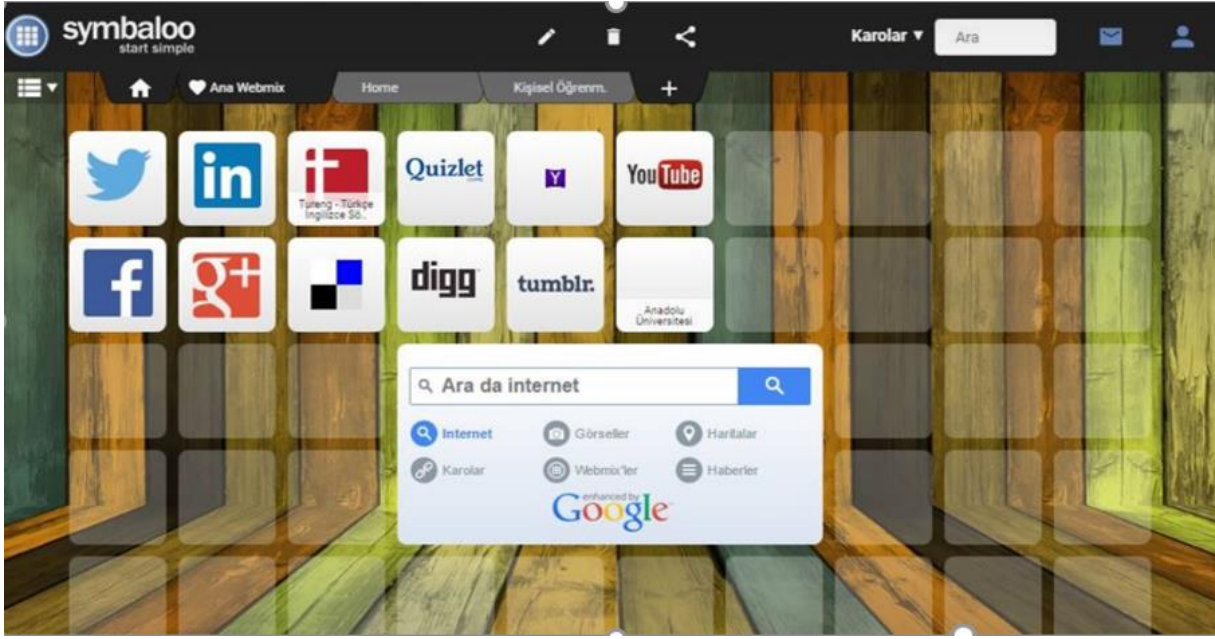 symbaloo
start simple
Karolar
Ara
Ana Webmix
Home
Kişisel Öğrenm.
in
Tureng - Türkçe
İngilizce Sö..
Quizlet
Y
You Tube
f
g+
digg
tumblr.
Anadolu
Üniversitesi
Ara da internet
Internet
Görseller
Haritalar
Karolar
Webmix'ler
Haberler
enhanced by
Google